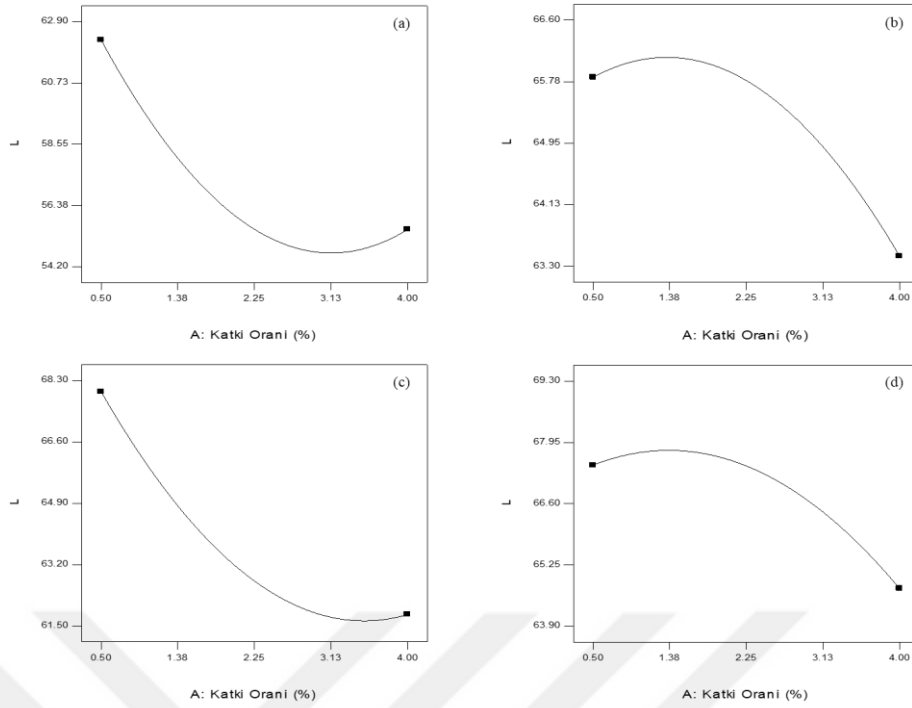 (a)
62.90
60.73
58.55
56.38
54.20
L
0.50 1.38 2.25 3.13 4.00
A: Katki Orani (%)
(b)
66.60
65.78
64.95
64.13
63.30
L
0.50 1.38 2.25 3.13 4.00
A: Katki Orani (%)
(c)
68.30
66.60
64.90
63.20
61.50
L
0.50 1.38 2.25 3.13 4.00
A: Katki Orani (%)
(d)
69.30
67.95
66.60
65.25
63.90
L
0.50 1.38 2.25 3.13 4.00
A: Katki Orani (%)